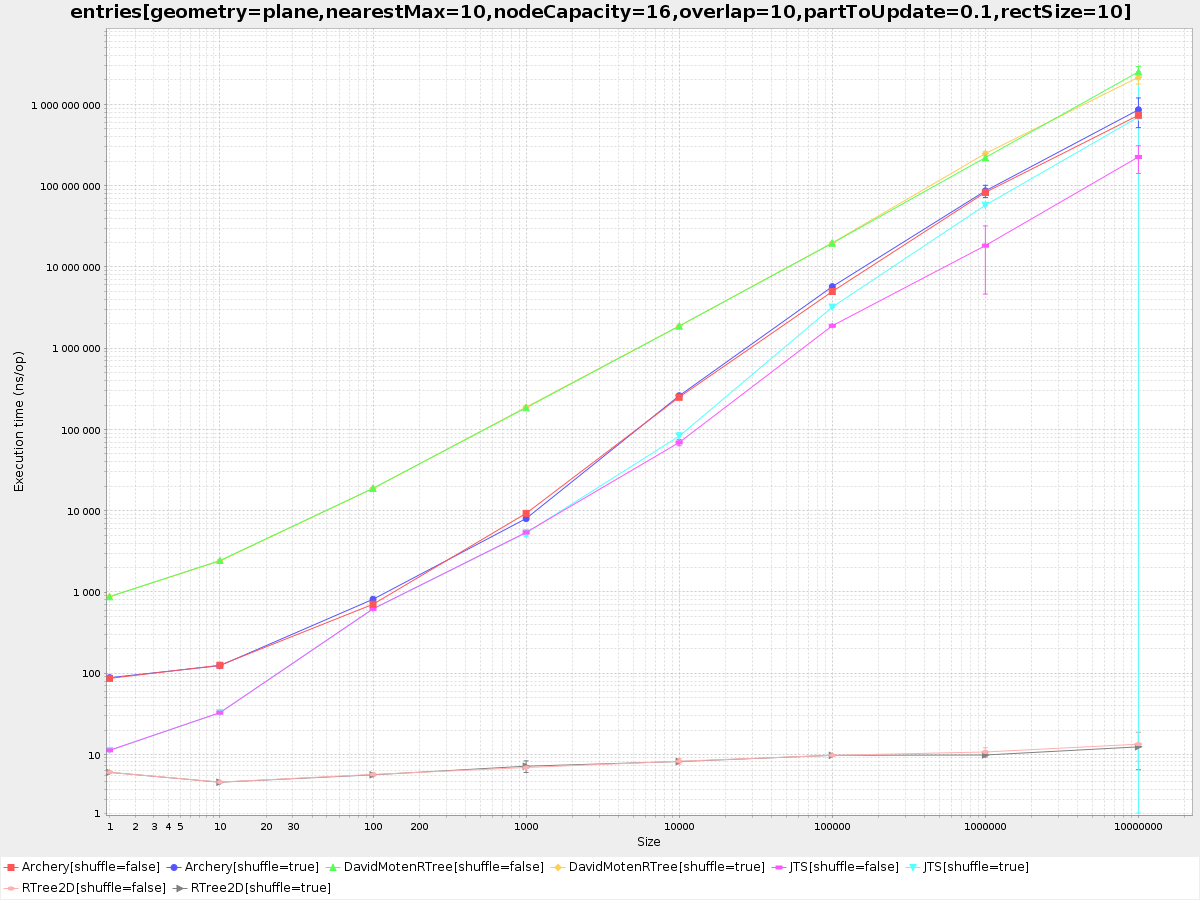 entries[geometry=plane,nearestMax=10,nodeCapacity=16,overlap=10,partToUpdate=0.1,rectSize=10]
Execution time (ns/op)
1 000 000 000
100 000 000
10 000 000
1 000 000
100 000
10 000
1 000
100
10
1
1 2 3 4 5 10 20 30 100 200 1000 10000 100000 1000000 10000000
Size
Archery[shuffle=false] Archery[shuffle=true] DavidMotenRTree[shuffle=false] DavidMotenRTree[shuffle=true] JTS[shuffle=false] JTS[shuffle=true]
RTree2D[shuffle=false] RTree2D[shuffle=true]